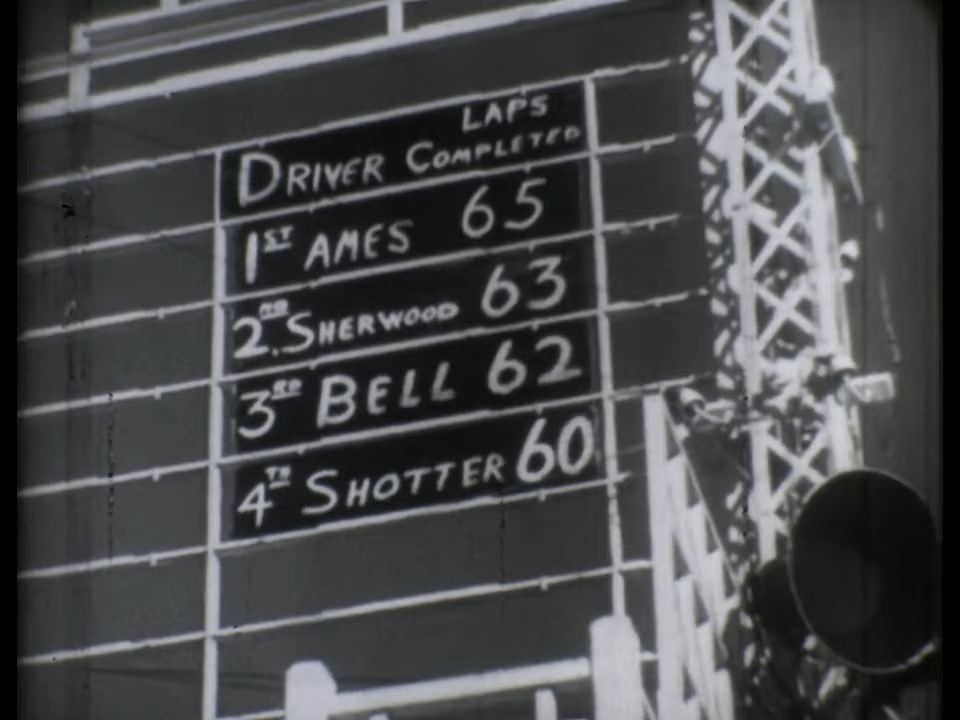 LAPS
DRIVER COMPLETED
1ST AMES 65
2ND. SHERWOOD 63
3RD BELL 62
4TH SHOTTER 60